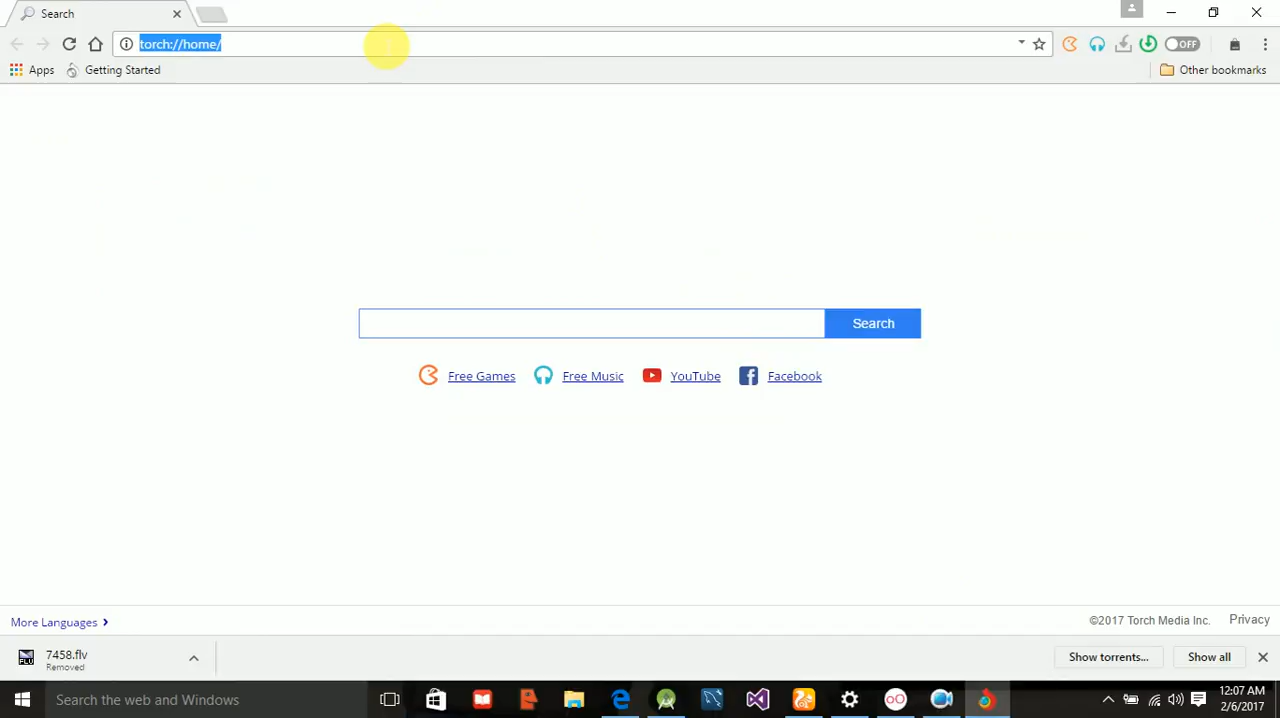 Search
torch://home/
OFF
Apps
Getting Started
Other bookmarks
Search
Free Games
Free Music
YouTube
Facebook
More Languages
©2017 Torch Media Inc.
Privacy
FLV
7458.flv
Removed
Show torrents...
Show all
Search the web and Windows
12:07 AM
2/6/2017